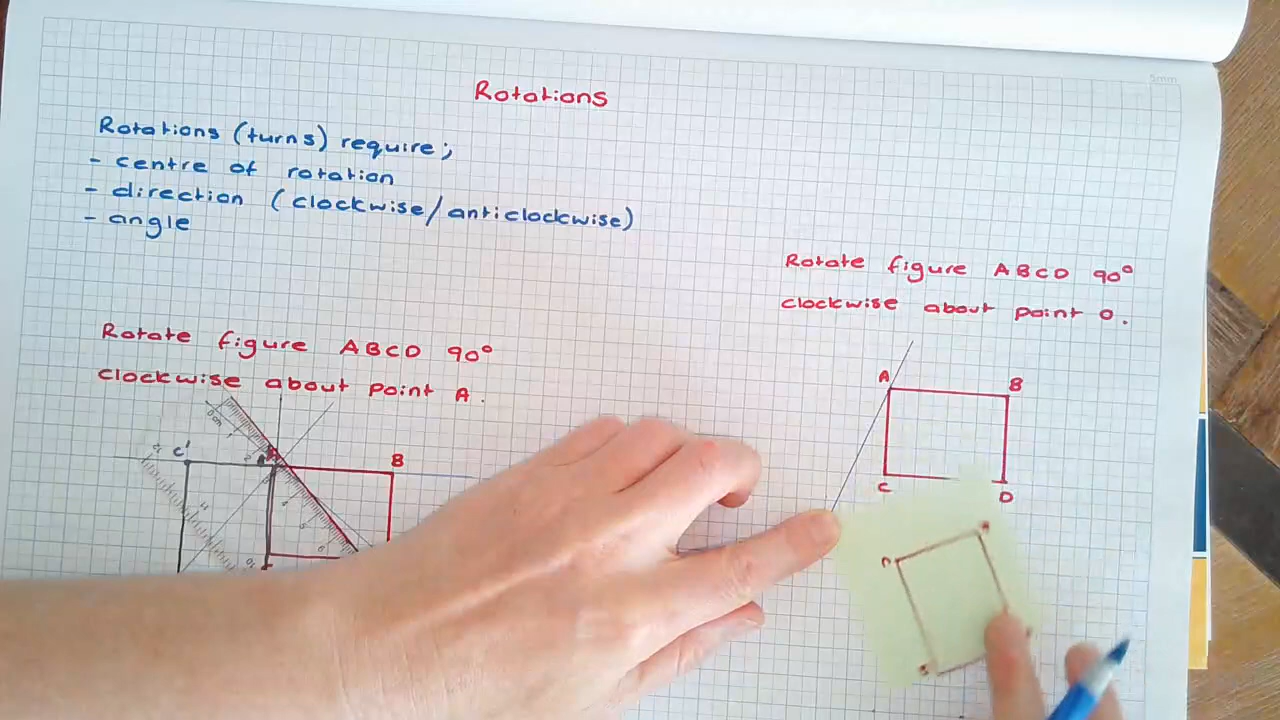 5mm
Rotations
Rotations (turns) require;
- centre of rotation
- direction (clockwise/anticlockwise)
- angle
Rotate figure ABCD 90°
clockwise about point O.
Rotate figure ABCD 90°
clockwise about point A.
A
B
C
D
C'
B